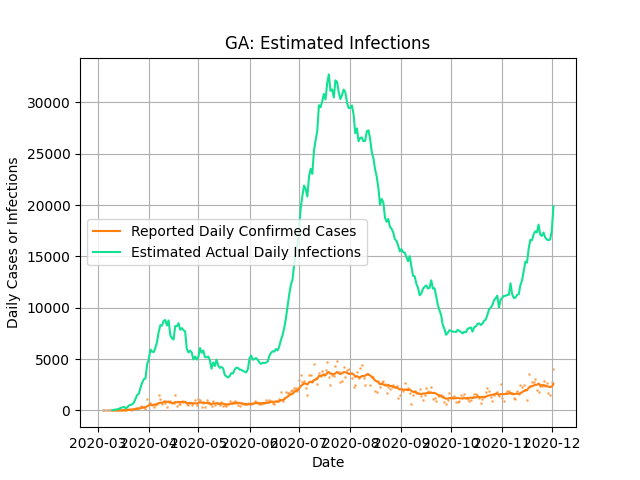 GA: Estimated Infections
Daily Cases or Infections
30000
25000
20000
15000
10000
5000
0
Reported Daily Confirmed Cases
Estimated Actual Daily Infections
2020-03 2020-04 2020-05 2020-06 2020-07 2020-08 2020-09 2020-10 2020-11 2020-12
Date